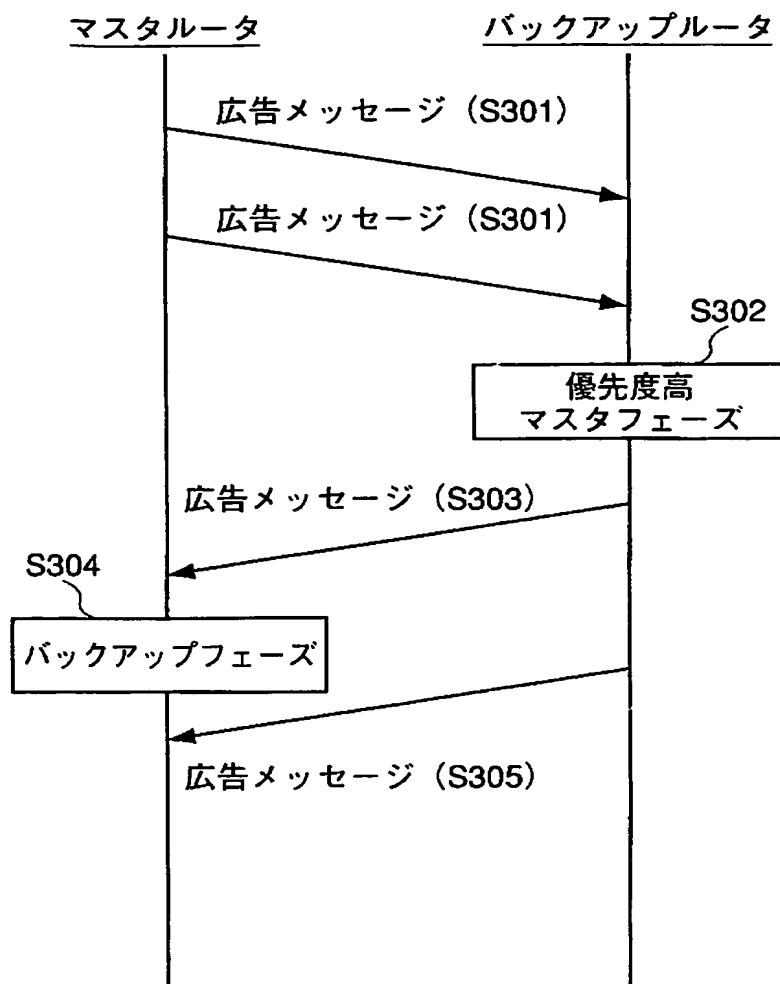 マスタルータ
バックアップルータ
広告メッセージ（S301）
広告メッセージ（S301）
S302
優先度高
マスタフェーズ
広告メッセージ（S303）
S304
バックアップフェーズ
広告メッセージ（S305）